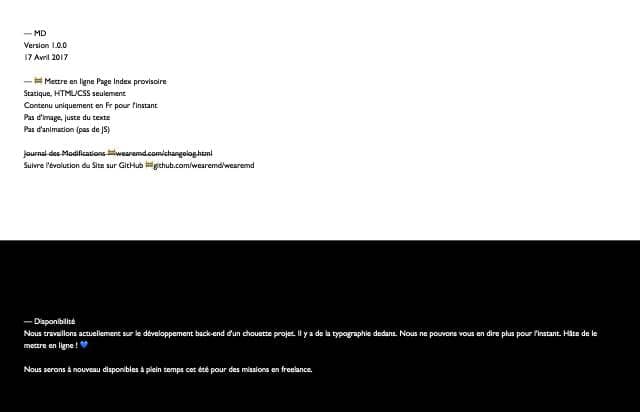 — MD
Version 1.0.0
17 Avril 2017
— 🚧 Mettre en ligne Page Index provisoire
Statique, HTML/CSS seulement
Contenu uniquement en Fr pour l'instant
Pas d'image, juste du texte
Pas d'animation (pas de JS)
Journal des Modifications 🚧wearemd.com/changelog.html
Suivre l'évolution du Site sur GitHub 🚧github.com/wearemd/wearemd
— Disponibilité
Nous travaillons actuellement sur le développement back-end d'un chouette projet. Il y a de la typographie dedans. Nous ne pouvons vous en dire plus pour l'instant. Hâte de le
mettre en ligne ! 💙
Nous serons à nouveau disponibles à plein temps cet été pour des missions en freelance.